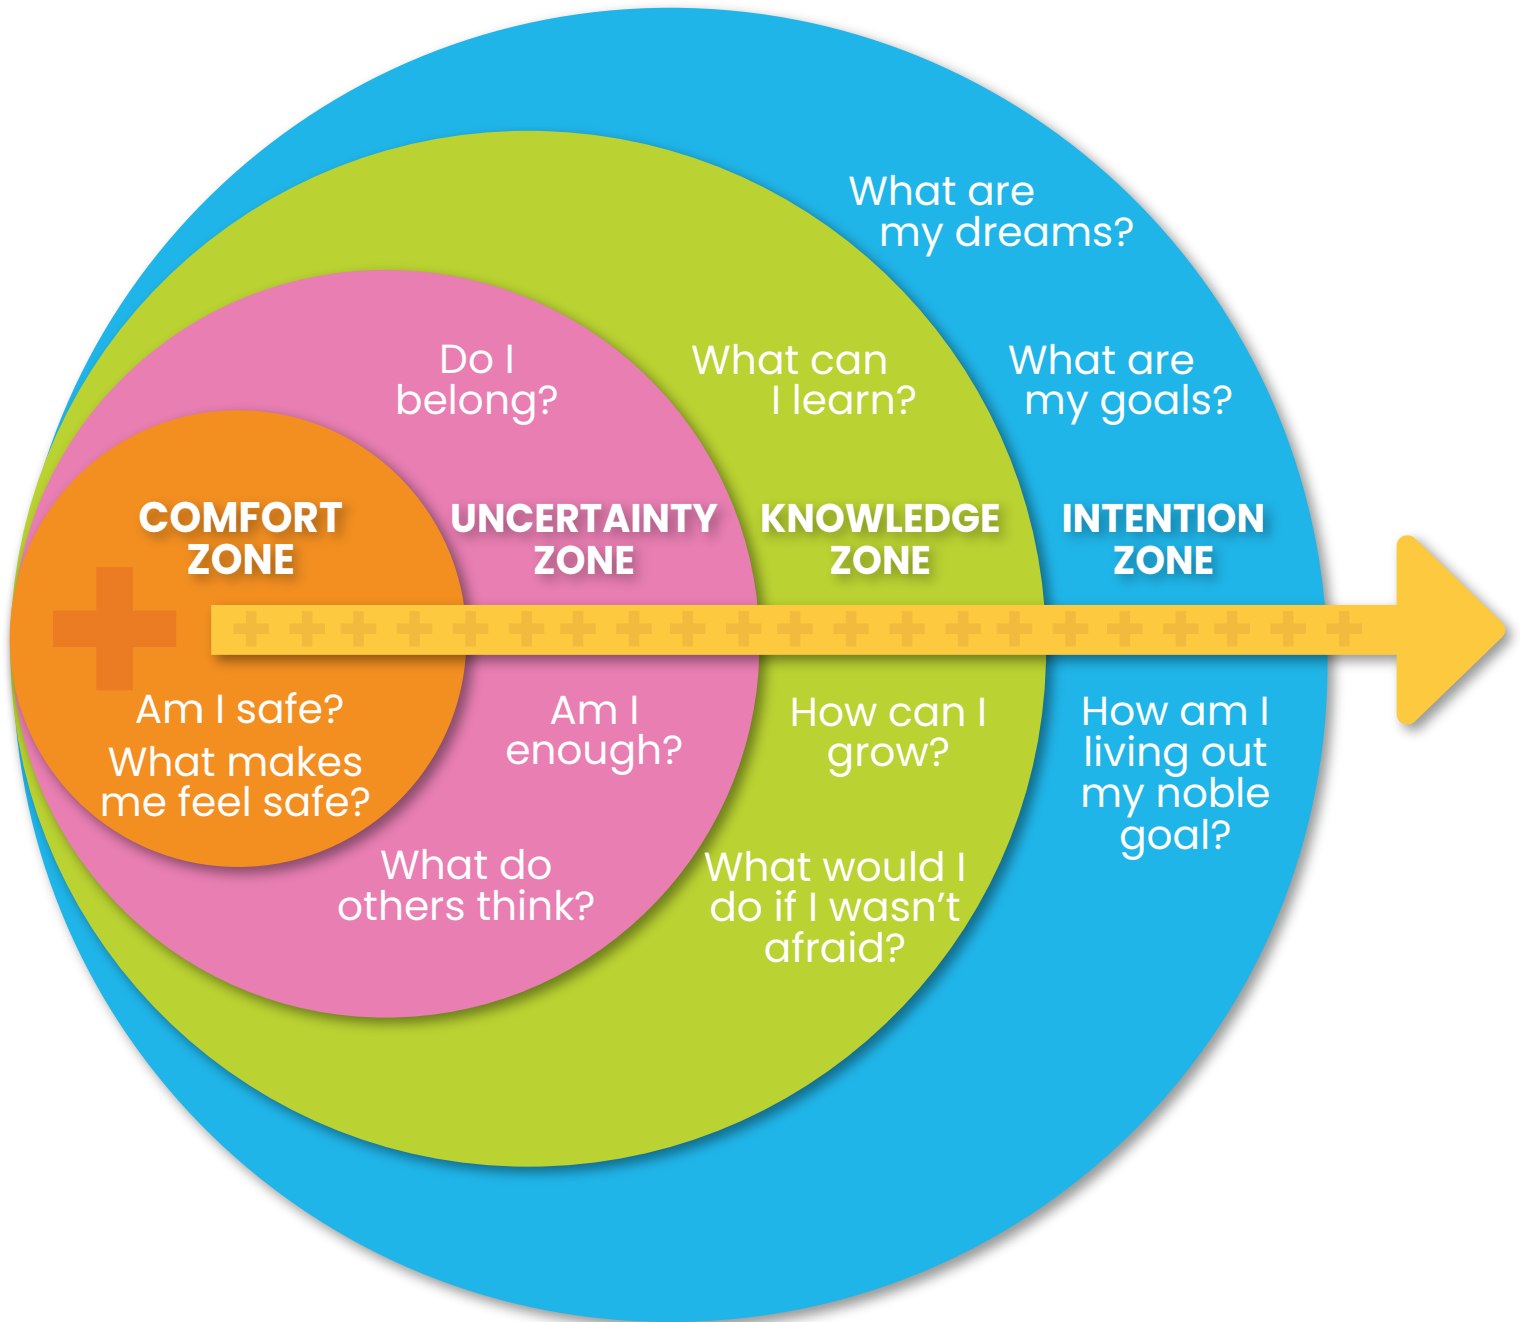 COMFORT
ZONE
Am I safe?
What makes
me feel safe?
UNCERTAINTY
ZONE
Do I
belong?
Am I
enough?
What do
others think?
KNOWLEDGE
ZONE
What can
I learn?
How can I
grow?
What would I
do if I wasn’t
afraid?
INTENTION
ZONE
What are
my dreams?
What are
my goals?
How am I
living out
my noble
goal?